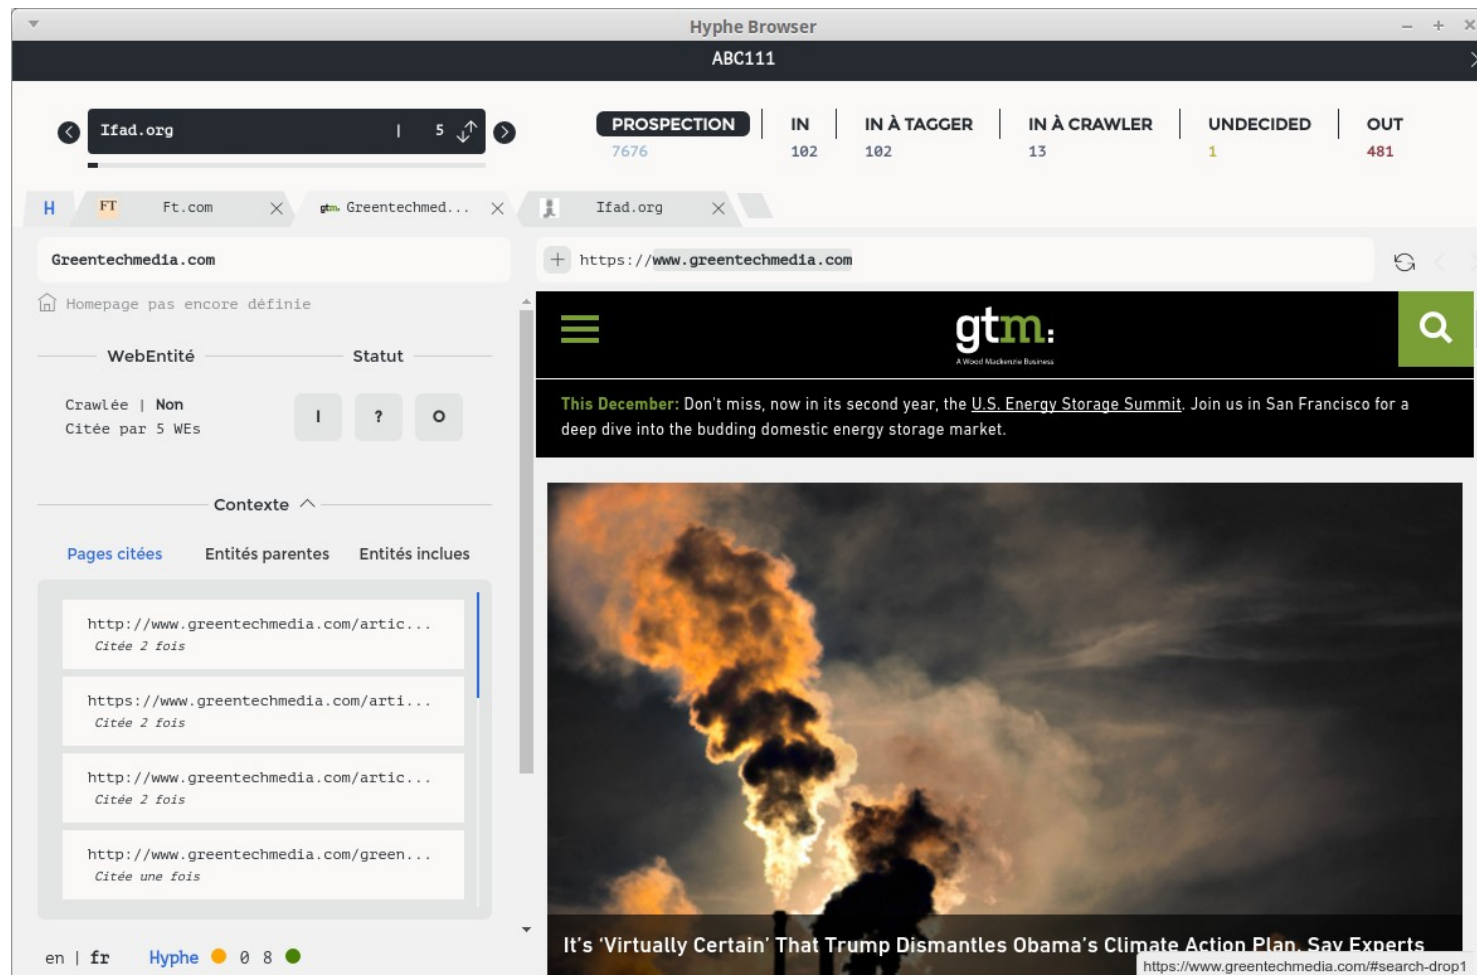 Hyphe Browser
ABC111
Ifad.org | 5
PROSPECTION IN IN À TAGGER IN À CRAWLER UNDECIDED OUT
7676 102 102 13 1 481
H FT Ft.com gtm. Greentechmed... Ifad.org
Greentechmedia.com
https://www.greentechmedia.com
Homepage pas encore définie
WebEntité Statut
Crawlée | Non
Citée par 5 WEs
I ? O
Contexte
Pages citées Entités parentes Entités inclues
http://www.greentechmedia.com/artic...
Citée 2 fois
https://www.greentechmedia.com/arti...
Citée 2 fois
http://www.greentechmedia.com/artic...
Citée 2 fois
http://www.greentechmedia.com/green...
Citée une fois
en | fr Hyphe 0 8
gtm:
A Wood Mackenzie Business
This December: Don't miss, now in its second year, the U.S. Energy Storage Summit. Join us in San Francisco for a
deep dive into the budding domestic energy storage market.
It's ‘Virtually Certain’ That Trump Dismantles Obama's Climate Action Plan, Say Experts
https://www.greentechmedia.com/#search-drop1